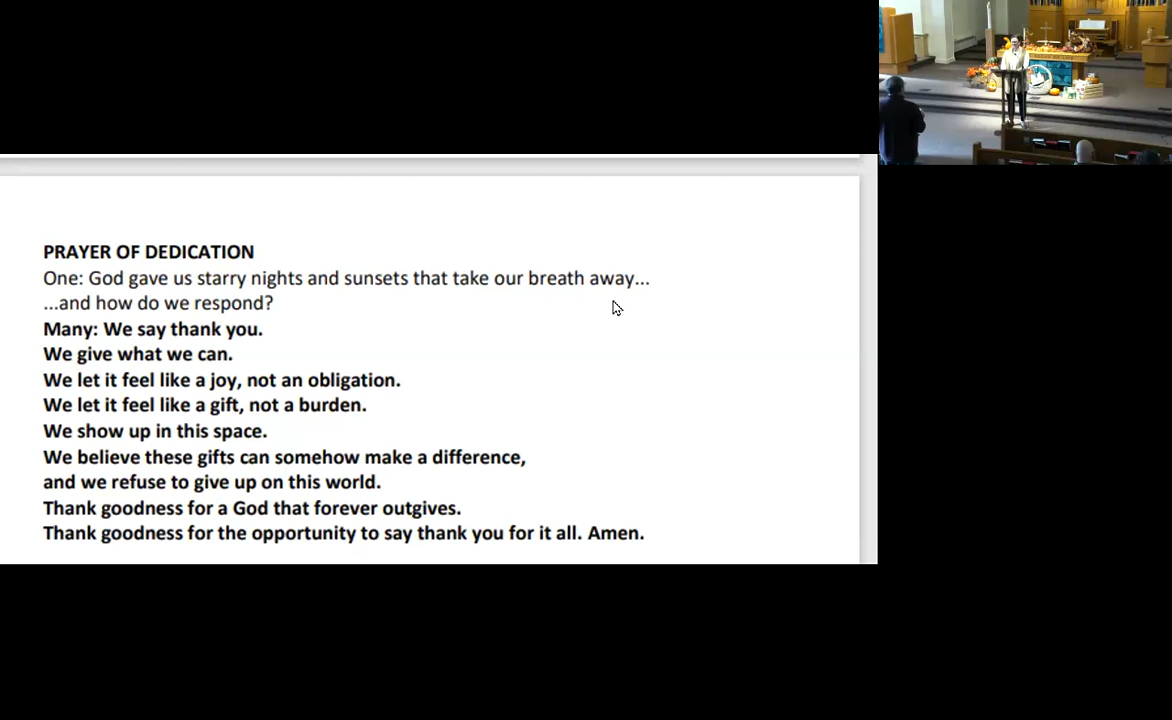 PRAYER OF DEDICATION
One: God gave us starry nights and sunsets that take our breath away...
...and how do we respond?
Many: We say thank you.
We give what we can.
We let it feel like a joy, not an obligation.
We let it feel like a gift, not a burden.
We show up in this space.
We believe these gifts can somehow make a difference,
and we refuse to give up on this world.
Thank goodness for a God that forever outgives.
Thank goodness for the opportunity to say thank you for it all. Amen.